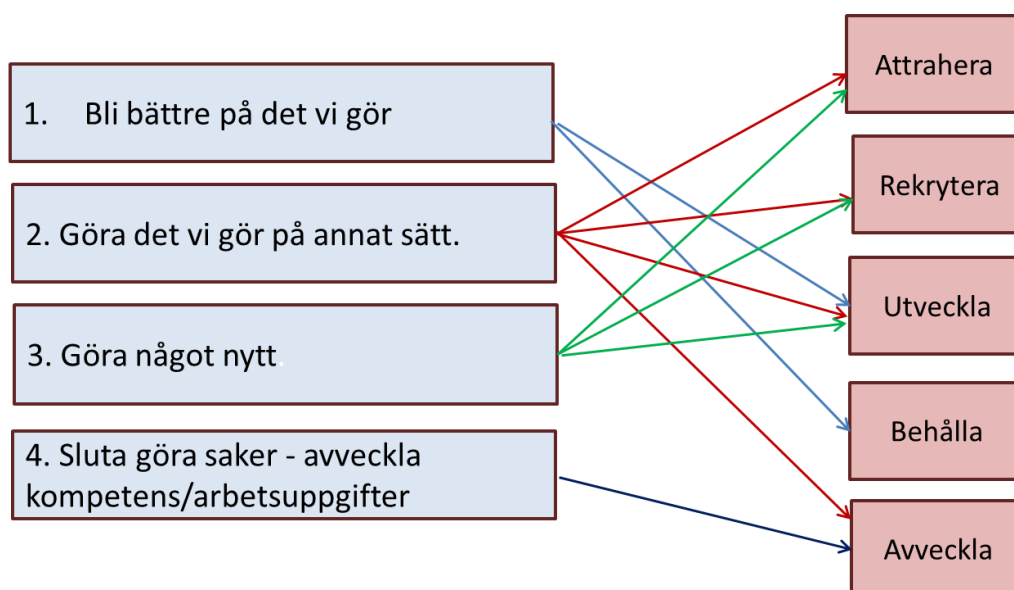 1. Bli bättre på det vi gör
2. Göra det vi gör på annat sätt.
3. Göra något nytt.
4. Sluta göra saker - avveckla
kompetens/arbetsuppgifter
Attrahera
Rekrytera
Utveckla
Behålla
Avveckla